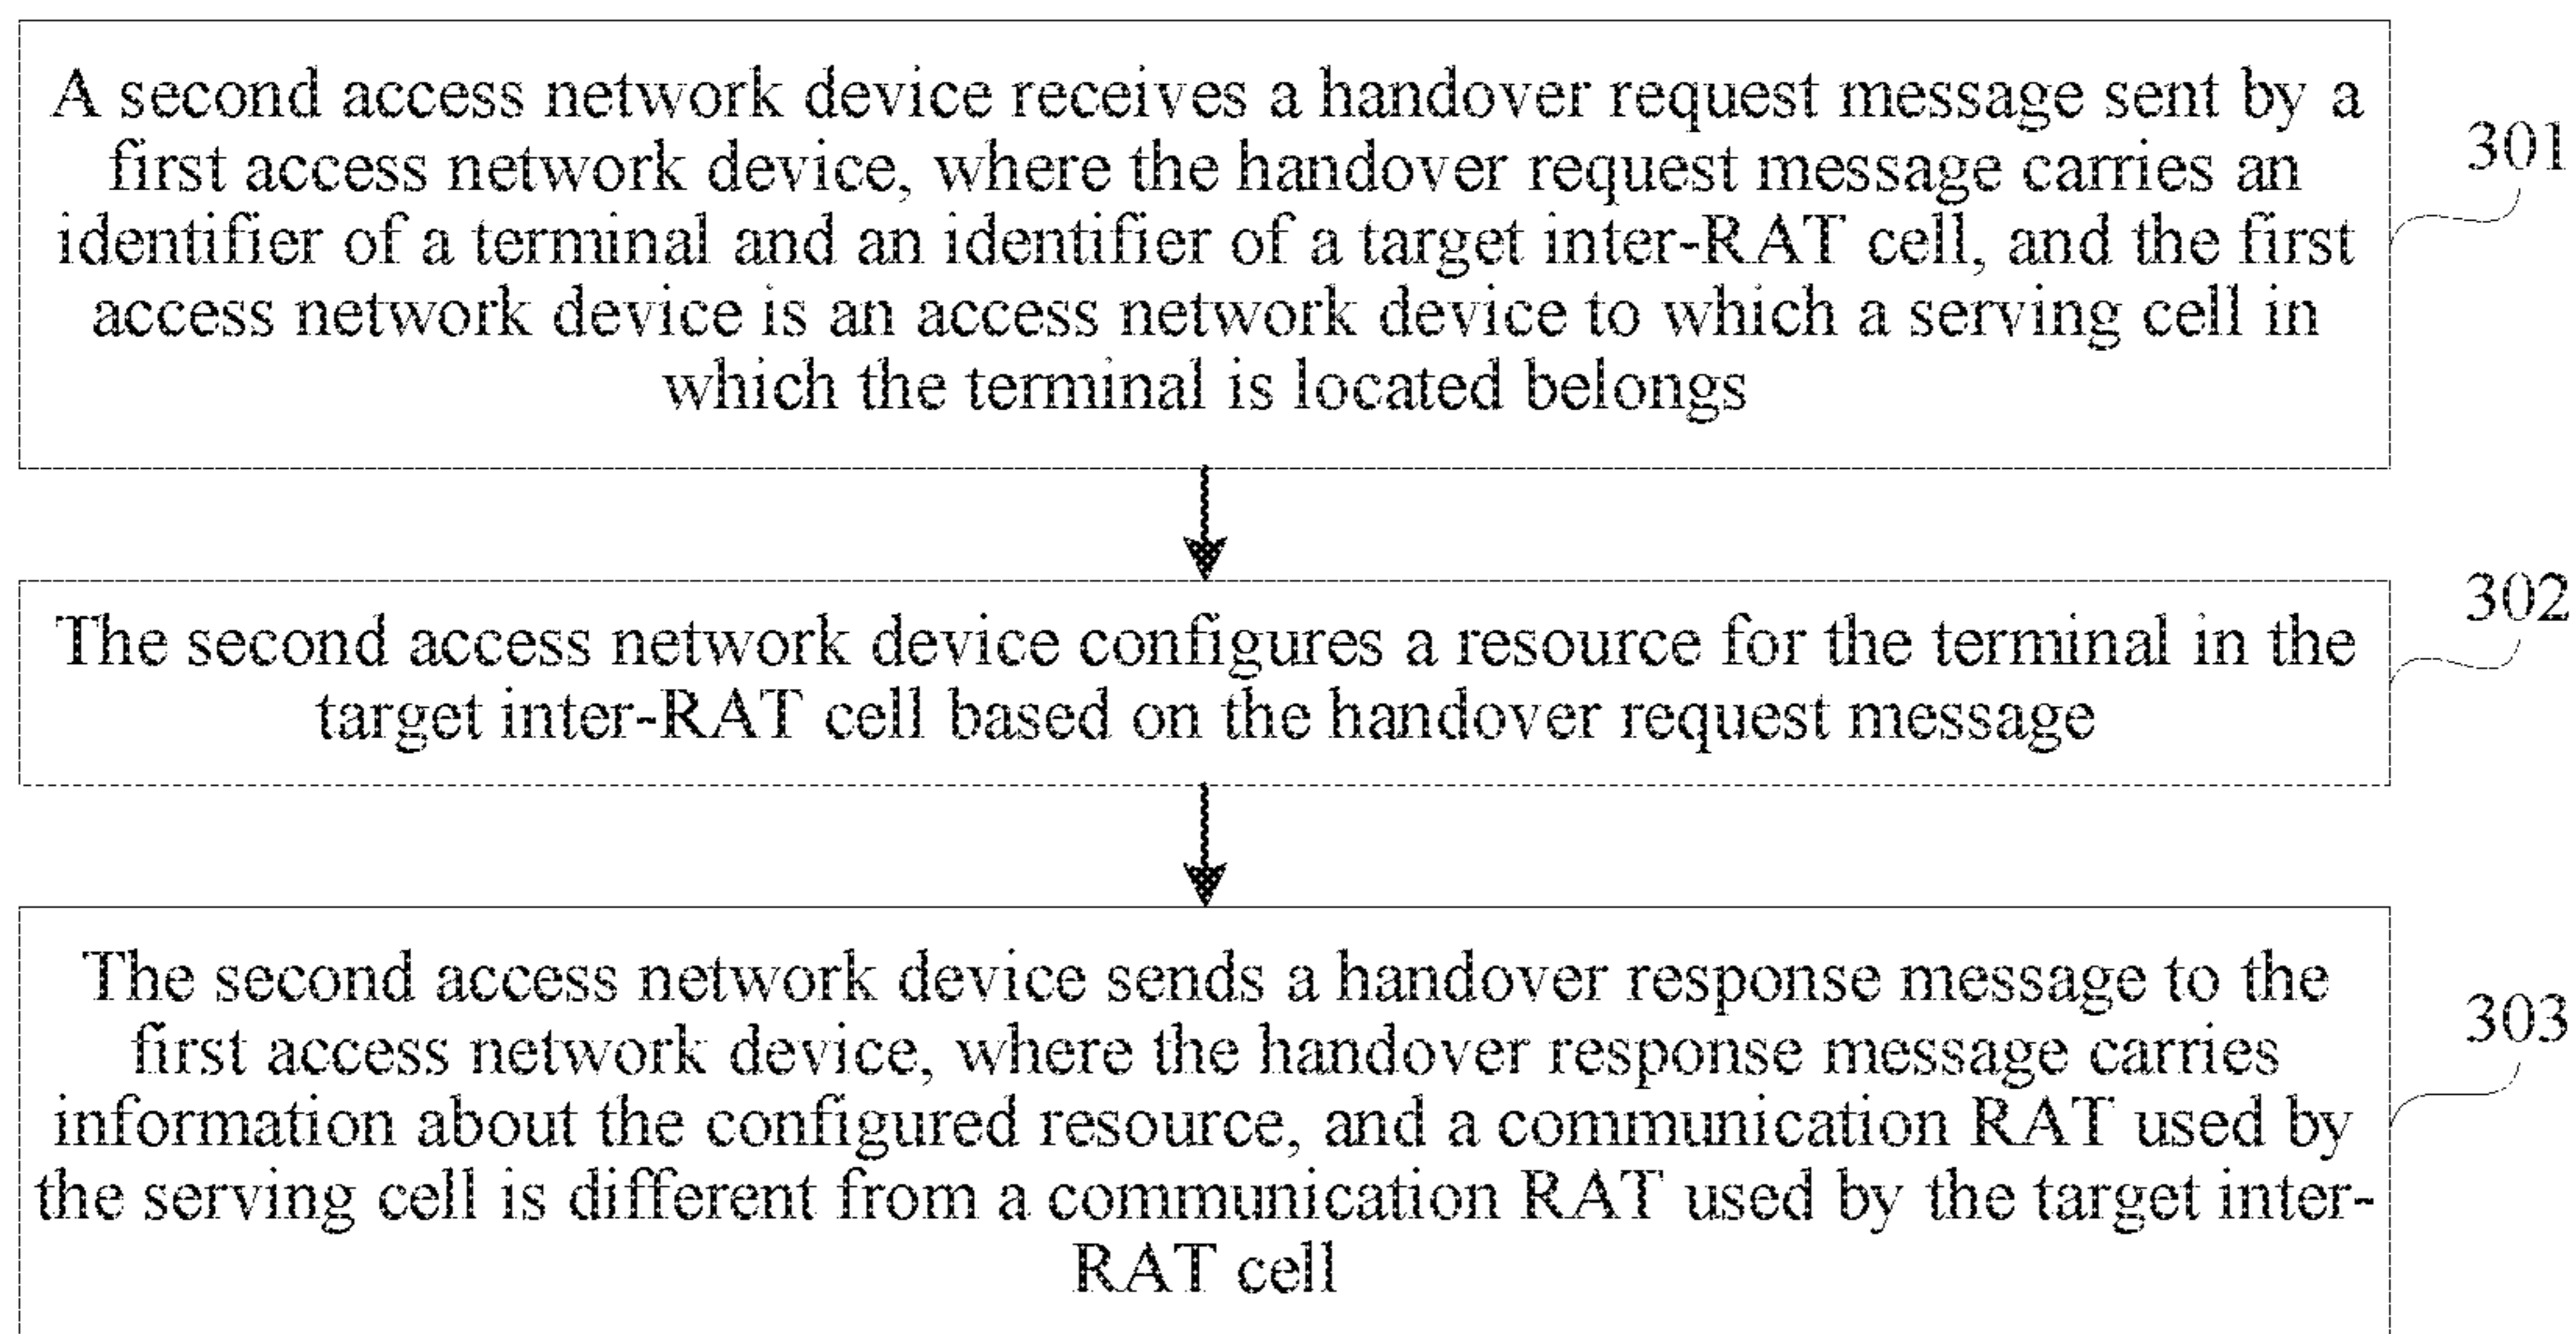 A second access network device receives a handover request message sent by a
first access network device, where the handover request message carries an
identifier of a terminal and an identifier of a target inter-RAT cell, and the first
access network device is an access network device to which a serving cell in
which the terminal is located belongs
301
The second access network device configures a resource for the terminal in the
target inter-RAT cell based on the handover request message
302
The second access network device sends a handover response message to the
first access network device, where the handover response message carries
information about the configured resource, and a communication RAT used by
the serving cell is different from a communication RAT used by the target inter-
RAT cell
303